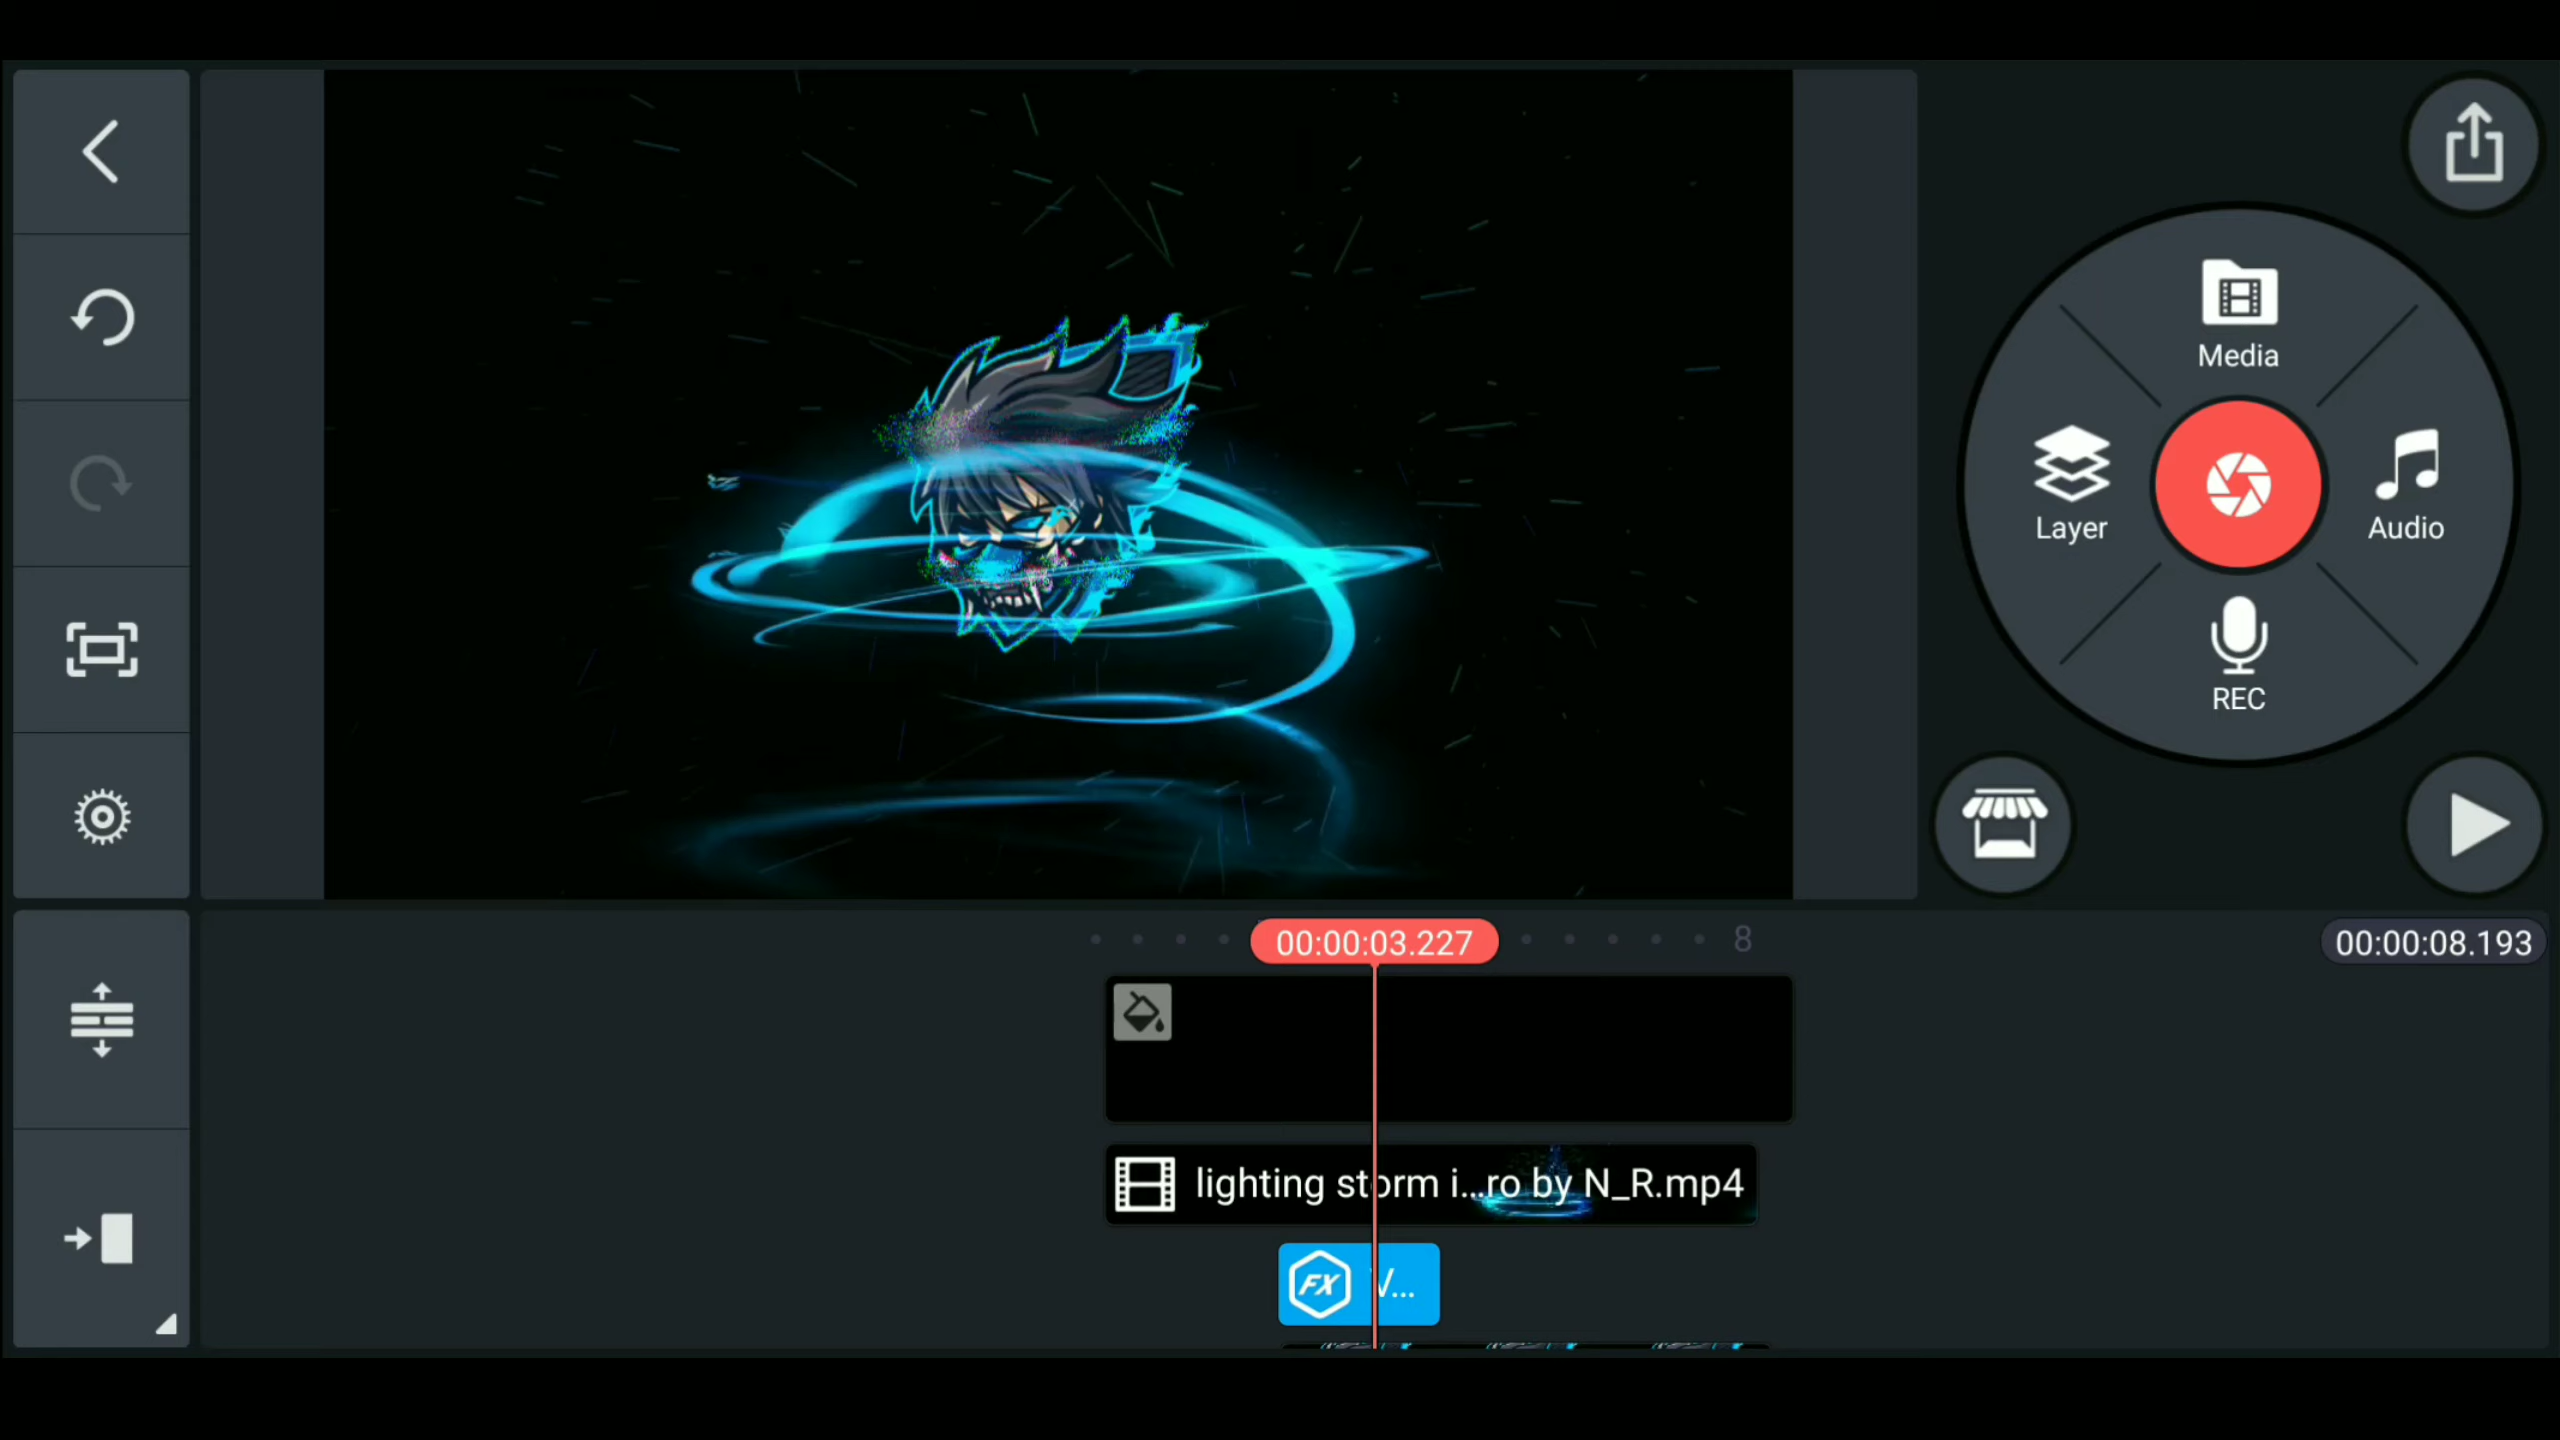 Media
Layer
Audio
REC
00:00:03.227
8
00:00:08.193
lighting storm i...ro by N_R.mp4
FX
V...